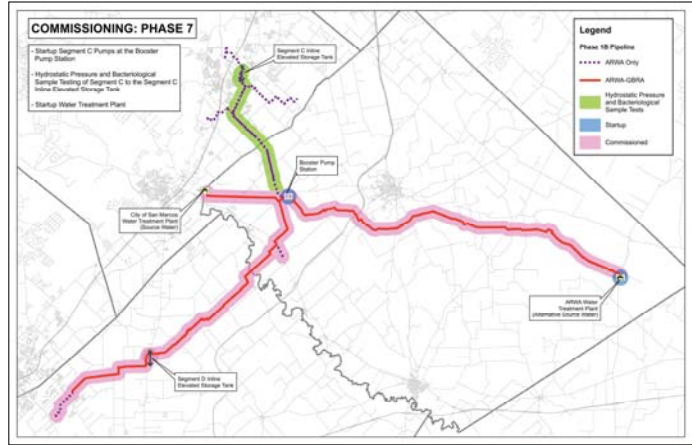 COMMISSIONING: PHASE 7
- Startup Segment C Pumps at the Booster
Pump Station
- Hydrostatic Pressure and Bacteriological
Sample Testing of Segment C to the Segment C
Inline Elevated Storage Tank
- Startup Water Treatment Plant
Segment C Inline
Elevated Storage Tank
Legend
Phase 1B Pipeline
ARWA Only
ARWA-GBRA
Hydrostatic Pressure
and Bacteriological
Sample Tests
Startup
Commissioned
Booster Pump
Station
City of San Marcos
Water Treatment Plant
(Source Water)
ARWA Water
Treatment Plant
(Alternative Source Water)
Segment D Inline
Elevated Storage Tank